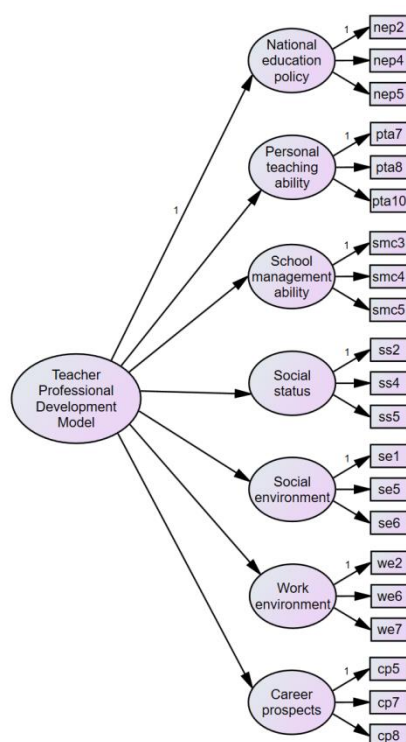 1
nep2
nep4
nep5
National
education
policy
1
pta7
pta8
pta10
Personal
teaching
ability
1
smc3
smc4
smc5
School
management
ability
1
Teacher
Professional
Development
Model
1
ss2
ss4
ss5
Social
status
1
se1
se5
se6
Social
environment
1
we2
we6
we7
Work
environment
1
cp5
cp7
cp8
Career
prospects